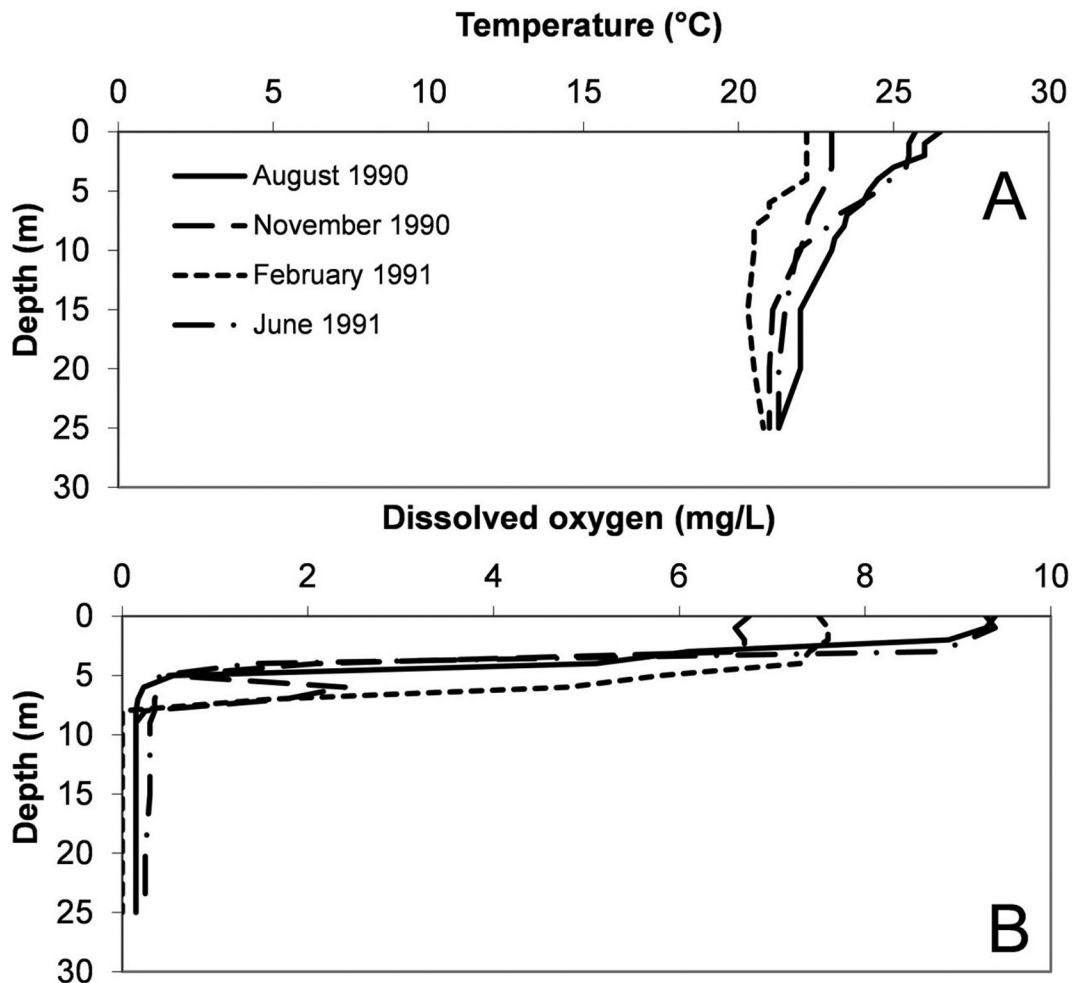 Temperature (°C)
0 5 10 15 20 25 30
0
5
10
15
20
25
30
Depth (m)
August 1990
November 1990
February 1991
June 1991
A
Dissolved oxygen (mg/L)
0 2 4 6 8 10
0
5
10
15
20
25
30
Depth (m)
B